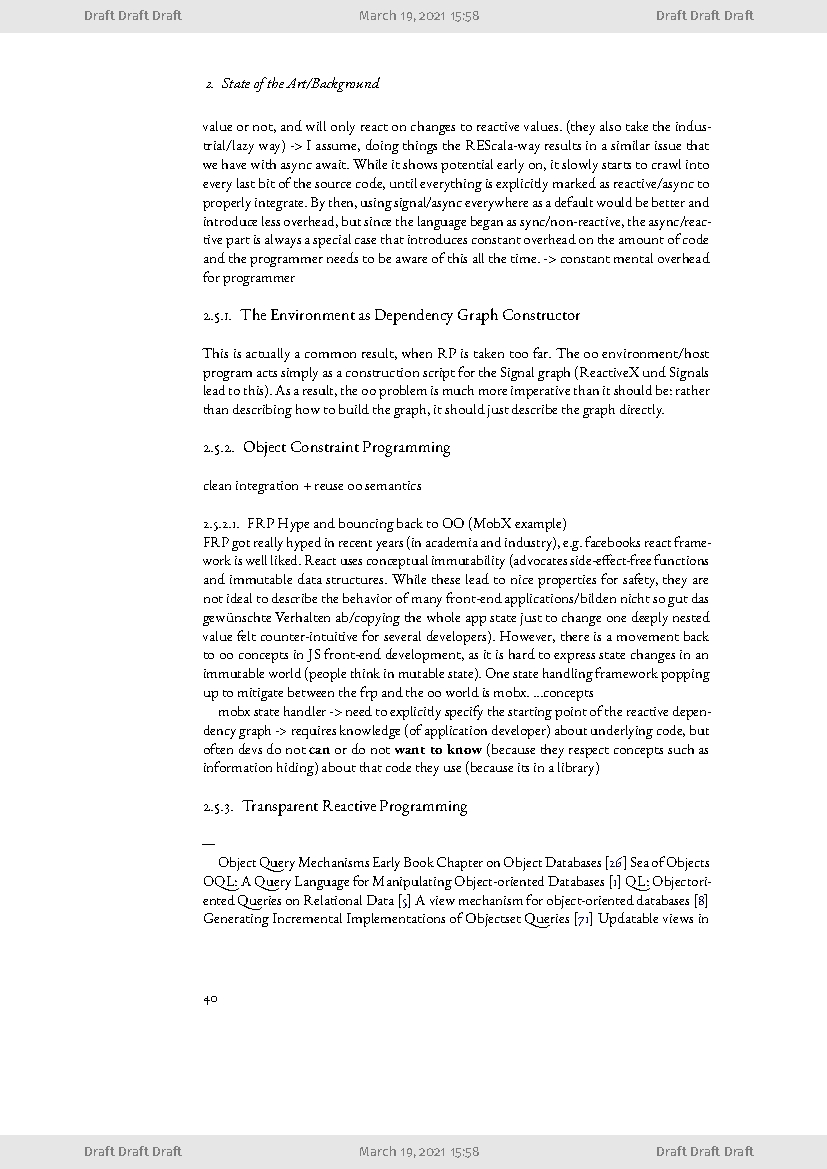 Draft Draft Draft March 19, 2021 15:58 Draft Draft Draft
2. State of the Art/Background
value or not, and will only react on changes to reactive values. (they also take the indus-
trial/lazy way) -> I assume, doing things the REScala-way results in a similar issue that
we have with async await. While it shows potential early on, it slowly starts to crawl into
every last bit of the source code, until everything is explicitly marked as reactive/async to
properly integrate. By then, using signal/async everywhere as a default would be better and
introduce less overhead, but since the language began as sync/non-reactive, the async/reac-
tive part is always a special case that introduces constant overhead on the amount of code
and the programmer needs to be aware of this all the time. -> constant mental overhead
for programmer
2.5.1. The Environment as Dependency Graph Constructor
This is actually a common result, when RP is taken too far. The oo environment/host
program acts simply as a construction script for the Signal graph (ReactiveX und Signals
lead to this). As a result, the oo problem is much more imperative than it should be: rather
than describing how to build the graph, it should just describe the graph directly.
2.5.2. Object Constraint Programming
clean integration + reuse oo semantics
2.5.2.1. FRP Hype and bouncing back to OO (MobX example)
FRP got really hyped in recent years (in academia and industry), e.g. facebooks react frame-
work is well liked. React uses conceptual immutability (advocates side-effect-free functions
and immutable data structures. While these lead to nice properties for safety, they are
not ideal to describe the behavior of many front-end applications/bilden nicht so gut das
gewünschte Verhalten ab/copying the whole app state just to change one deeply nested
value felt counter-intuitive for several developers). However, there is a movement back
to oo concepts in JS front-end development, as it is hard to express state changes in an
immutable world (people think in mutable state). One state handling framework popping
up to mitigate between the frp and the oo world is mobx. ...concepts
mobx state handler -> need to explicitly specify the starting point of the reactive depen-
dency graph -> requires knowledge (of application developer) about underlying code, but
often devs do not can or do not want to know (because they respect concepts such as
information hiding) about that code they use (because its in a library)
2.5.3. Transparent Reactive Programming
—
Object Query Mechanisms Early Book Chapter on Object Databases [26] Sea of Objects
OQL: A Query Language for Manipulating Object-oriented Databases [1] QL: Objectori-
ented Queries on Relational Data [5] A view mechanism for object-oriented databases [8]
Generating Incremental Implementations of Objectset Queries [71] Updatable views in
40
Draft Draft Draft March 19, 2021 15:58 Draft Draft Draft